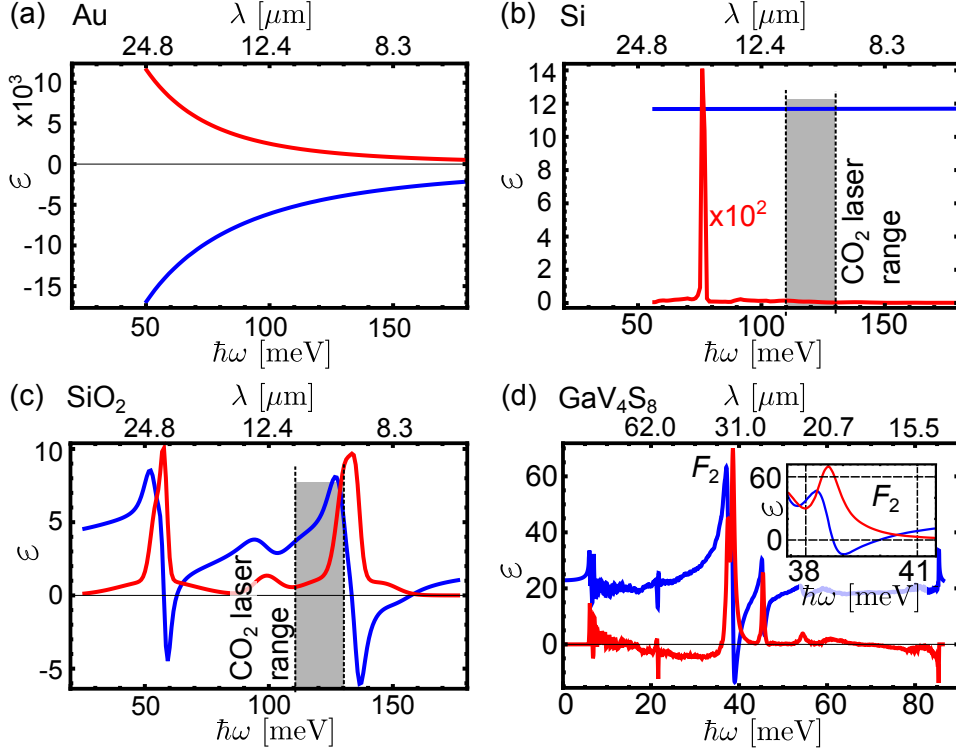 (a) Au
λ [μm]
24.8 12.4 8.3
x10³
10
5
0
-5
-10
-15
ε
50 100 150
ħω [meV]
(b) Si
λ [μm]
24.8 12.4 8.3
14
12
10
8
6
4
2
0
ε
x10²
CO₂ laser
range
50 100 150
ħω [meV]
(c) SiO₂
λ [μm]
24.8 12.4 8.3
10
5
0
-5
ε
CO₂ laser
range
50 100 150
ħω [meV]
(d) GaV₄S₈
λ [μm]
62.0 31.0 20.7 15.5
60
40
20
0
ε
F₂
60
0
ε
F₂
38 41
ħω [meV]
0 20 40 60 80
ħω [meV]